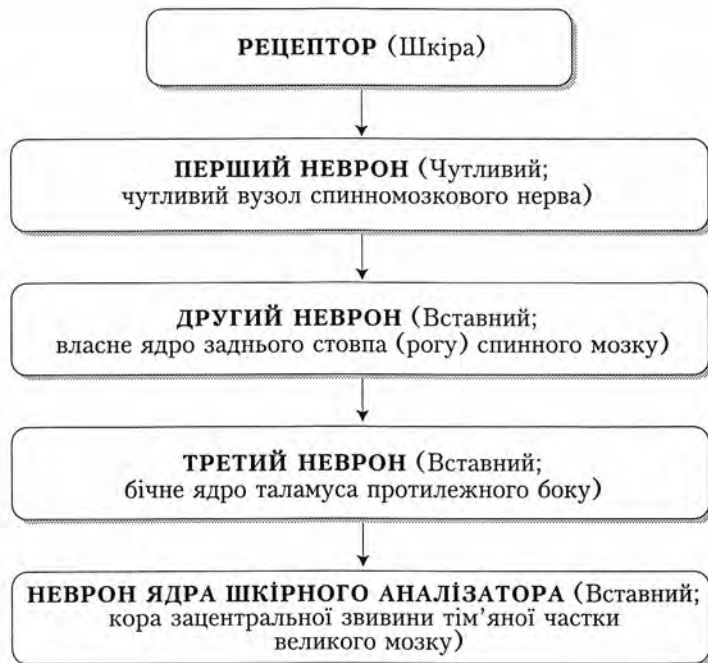 РЕЦЕПТОР (Шкіра)
ПЕРШИЙ НЕВРОН (Чутливий;
чутливий вузол спинномозкового нерва)
ДРУГИЙ НЕВРОН (Вставний;
власне ядро заднього стовпа (рогу) спинного мозку)
ТРЕТИЙ НЕВРОН (Вставний;
бічне ядро таламуса протилежного боку)
НЕВРОН ЯДРА ШКІРНОГО АНАЛІЗАТОРА (Вставний;
кора зацентральної звивини тім’яної частки
великого мозку)